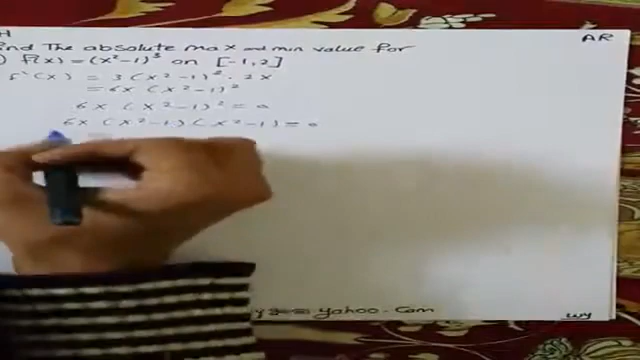 H
AR
Find The absolute max and min value for
) f(x) = (x²-1)³ on [-1,2]
f'(x) = 3(x²-1)². 2x
= 6x (x²-1)²
6x (x²-1)² = 0
6x (x²-1)(x²-1) = 0
yahoo.com